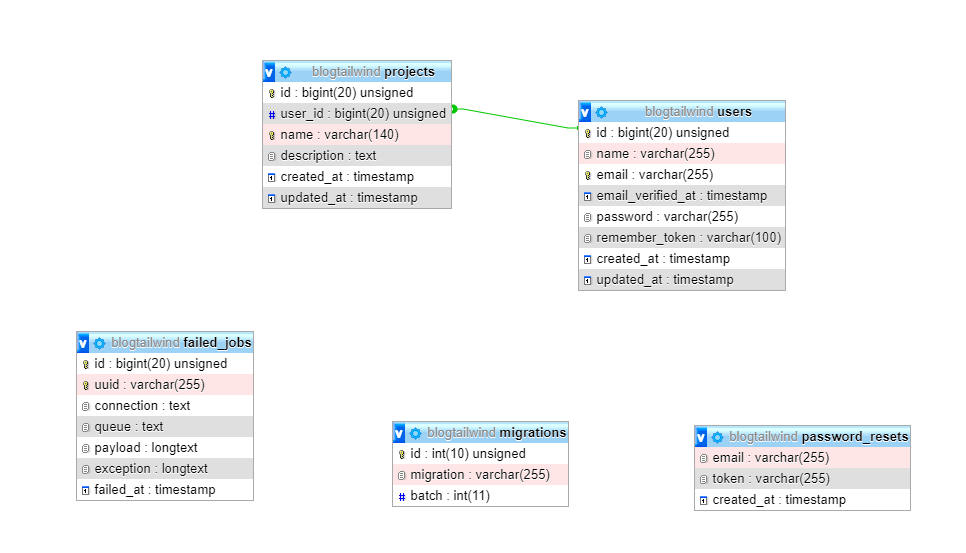 blogtailwind projects
id : bigint(20) unsigned
user_id : bigint(20) unsigned
name : varchar(140)
description : text
created_at : timestamp
updated_at : timestamp
blogtailwind users
id : bigint(20) unsigned
name : varchar(255)
email : varchar(255)
email_verified_at : timestamp
password : varchar(255)
remember_token : varchar(100)
created_at : timestamp
updated_at : timestamp
blogtailwind failed_jobs
id : bigint(20) unsigned
uuid : varchar(255)
connection : text
queue : text
payload : longtext
exception : longtext
failed_at : timestamp
blogtailwind migrations
id : int(10) unsigned
migration : varchar(255)
batch : int(11)
blogtailwind password_resets
email : varchar(255)
token : varchar(255)
created_at : timestamp